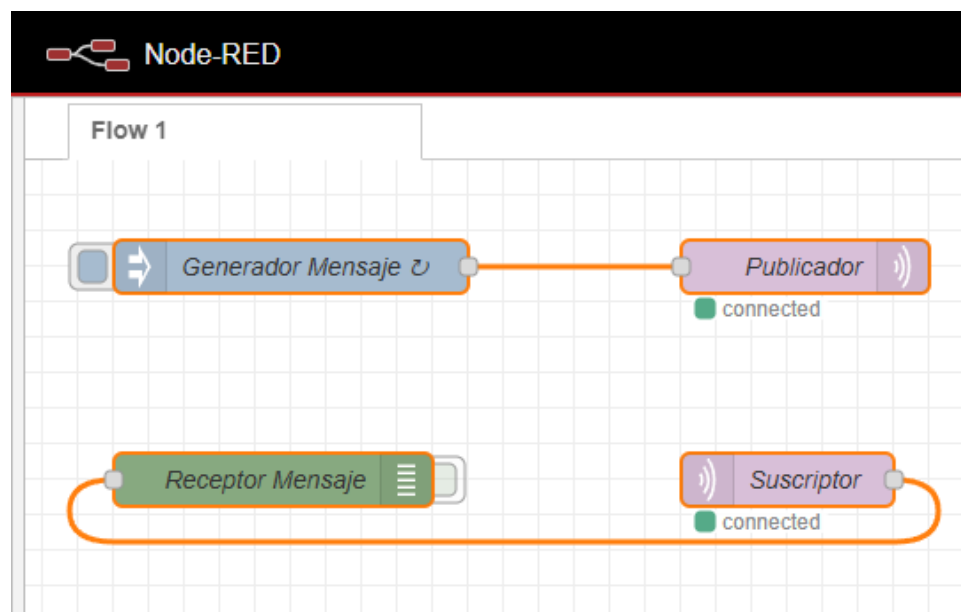 Node-RED
Flow 1
Generador Mensaje ↻
Publicador
connected
Receptor Mensaje
Suscriptor
connected